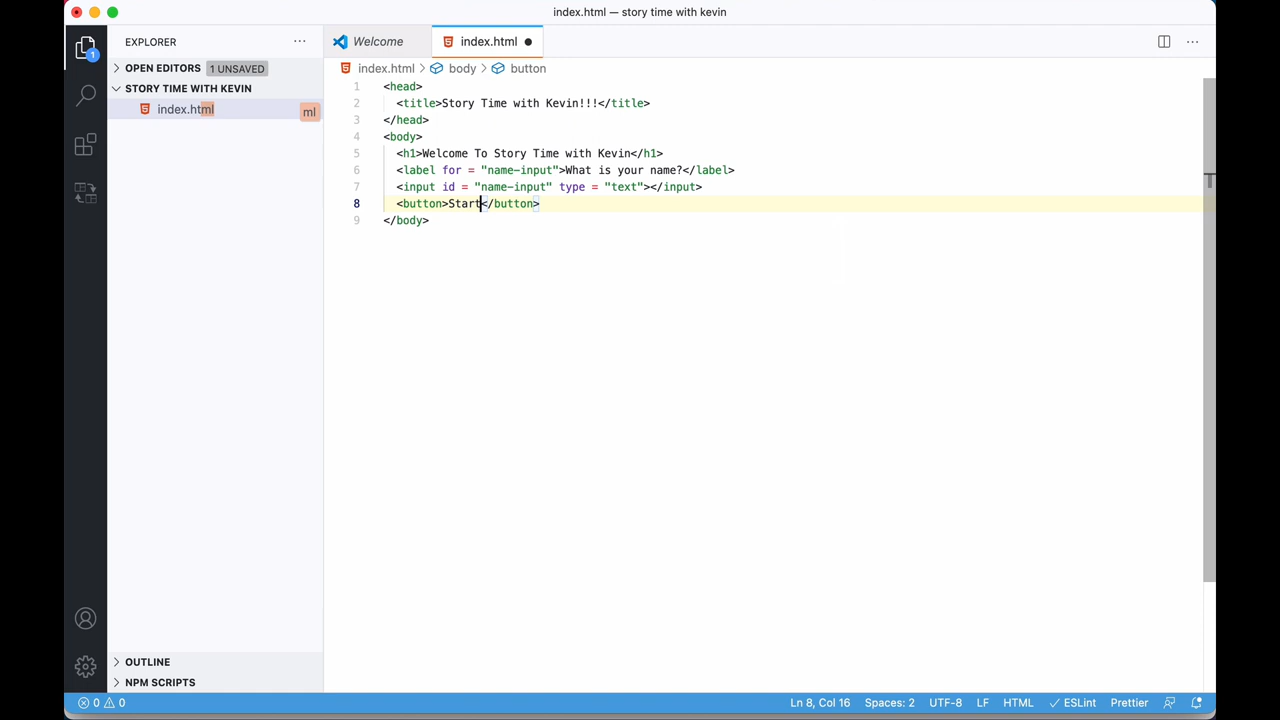 index.html — story time with kevin
EXPLORER
Welcome
index.html
OPEN EDITORS 1 UNSAVED
index.html > body > button
STORY TIME WITH KEVIN
index.html
ml
1
1 <head>
2 <title>Story Time with Kevin!!!</title>
3 </head>
4 <body>
5 <h1>Welcome To Story Time with Kevin</h1>
6 <label for = "name-input">What is your name?</label>
7 <input id = "name-input" type = "text"></input>
8 <button>Start</button>
9 </body>
OUTLINE
NPM SCRIPTS
0 0
Ln 8, Col 16 Spaces: 2 UTF-8 LF HTML ESLint Prettier